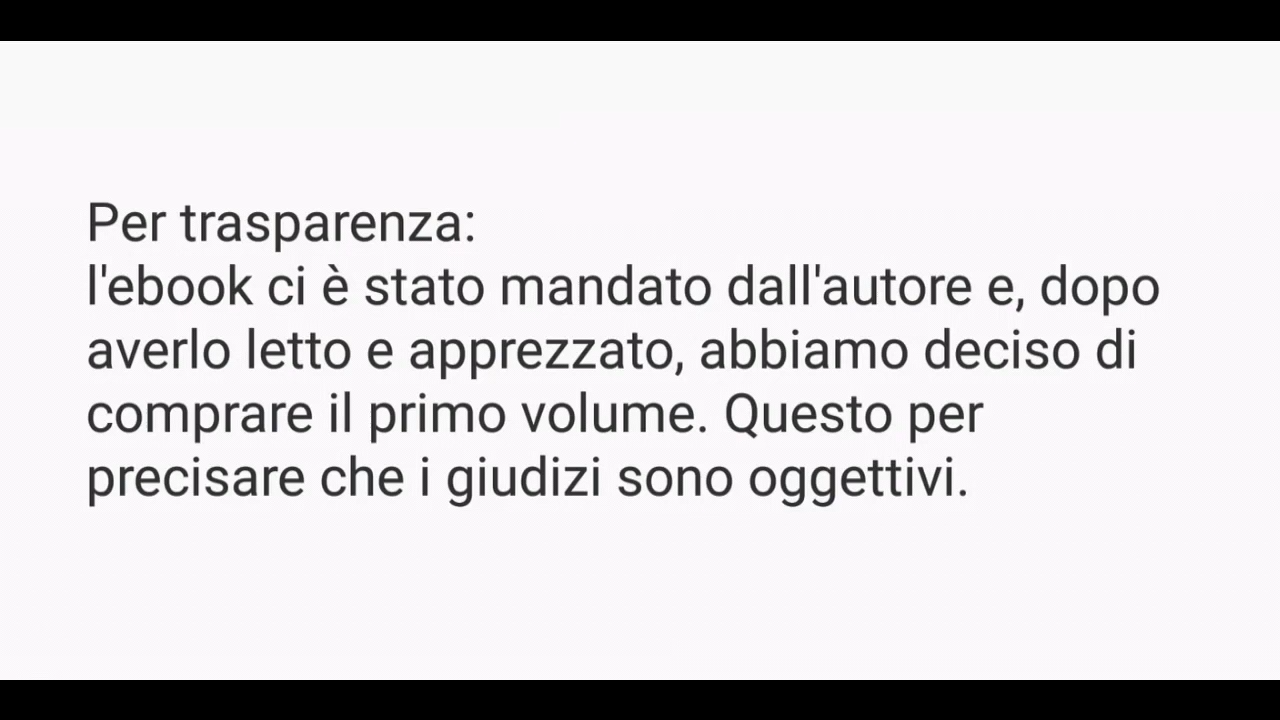 Per trasparenza:
l'ebook ci è stato mandato dall'autore e, dopo
averlo letto e apprezzato, abbiamo deciso di
comprare il primo volume. Questo per
precisare che i giudizi sono oggettivi.